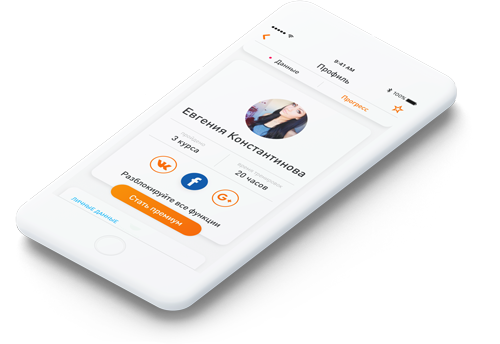 9:41 AM
100%
Профиль
Данные
Прогресс
Евгения Константинова
3 курса
20 часов
G+
Разблокируйте все функции
Стать премиум
ЛИЧНЫЕ ДАННЫЕ